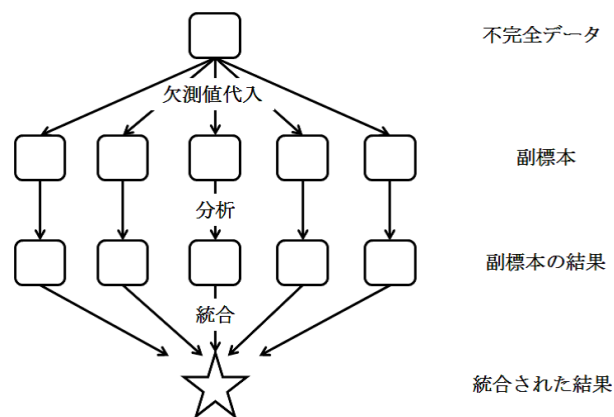 不完全データ
欠測値代入
副標本
分析
副標本の結果
統合
統合された結果